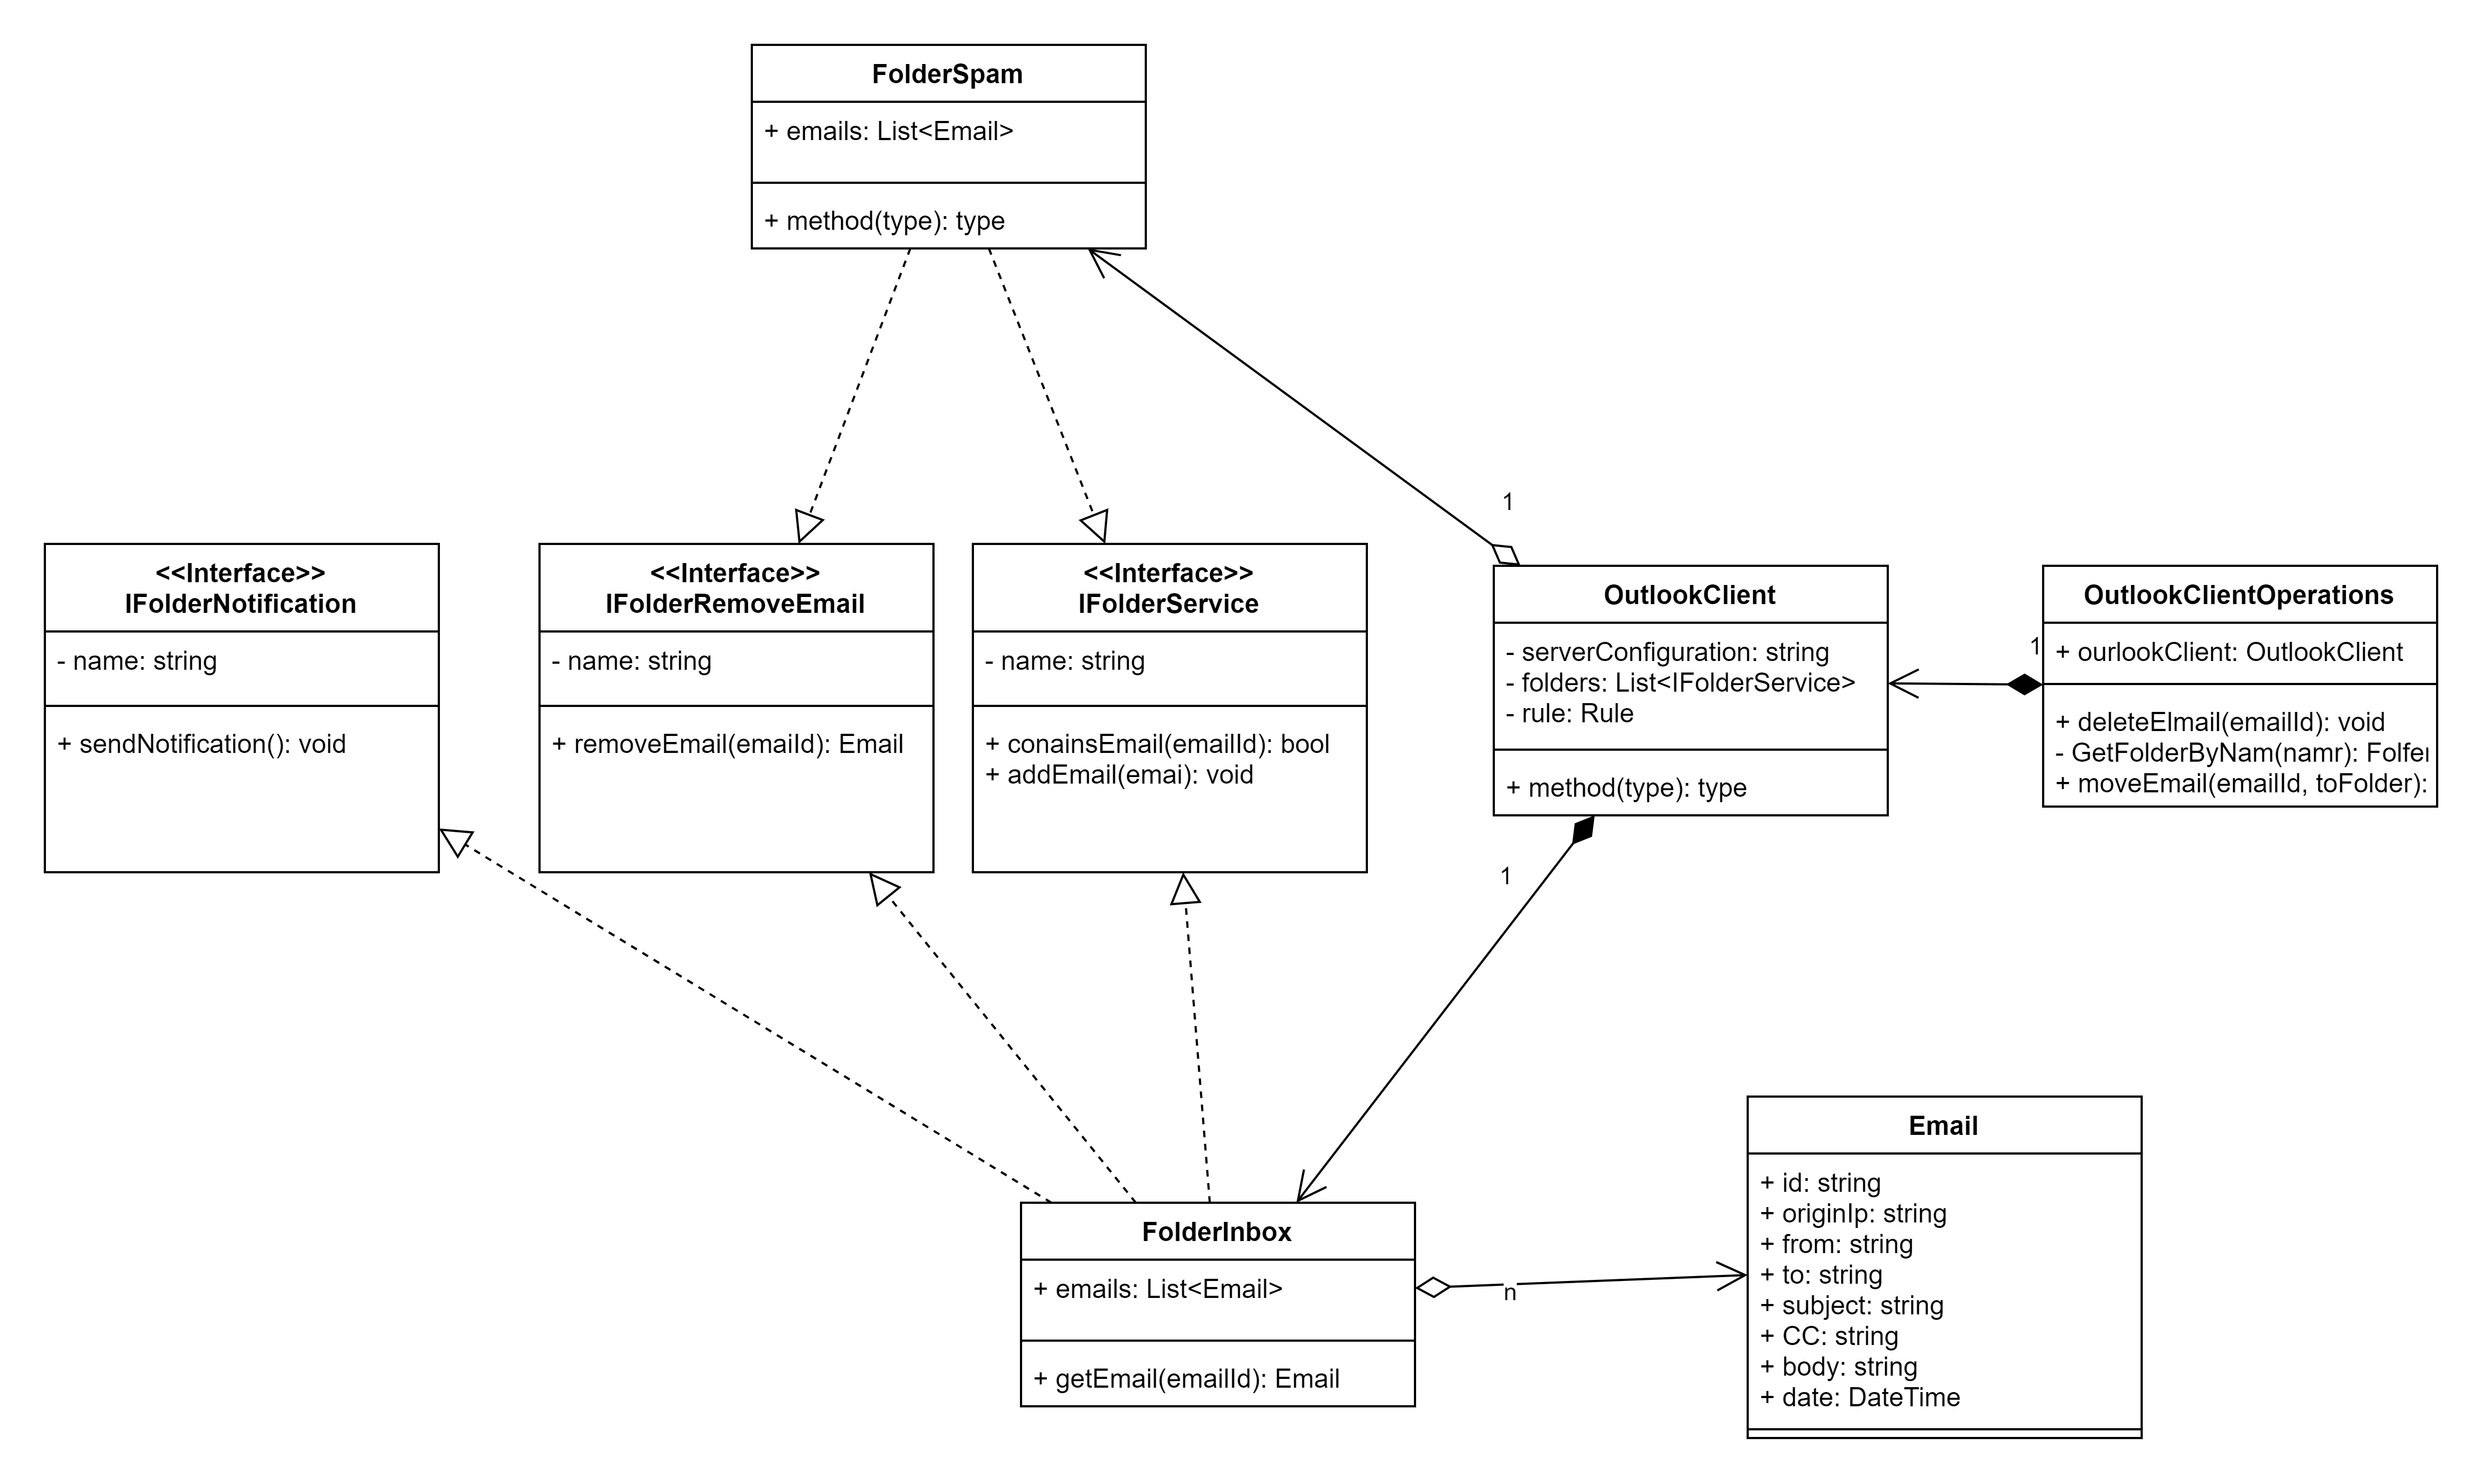 FolderSpam
+ emails: List<Email>
+ method(type): type
<<Interface>>
IFolderNotification
- name: string
+ sendNotification(): void
<<Interface>>
IFolderRemoveEmail
- name: string
+ removeEmail(emaild): Email
<<Interface>>
IFolderService
- name: string
+ conainsEmail(emailId): bool
+ addEmail(emai): void
1
OutlookClient
- serverConfiguration: string
- folders: List<IFolderService>
- rule: Rule
+ method(type): type
1
1
OutlookClientOperations
+ ourlookClient: OutlookClient
+ deleteElmail(emailId): void
- GetFolderByNam(namr): Folfer
+ moveEmail(emailId, toFolder):
FolderInbox
+ emails: List<Email>
+ getEmail(emailId): Email
n
Email
+ id: string
+ originIp: string
+ from: string
+ to: string
+ subject: string
+ CC: string
+ body: string
+ date: DateTime